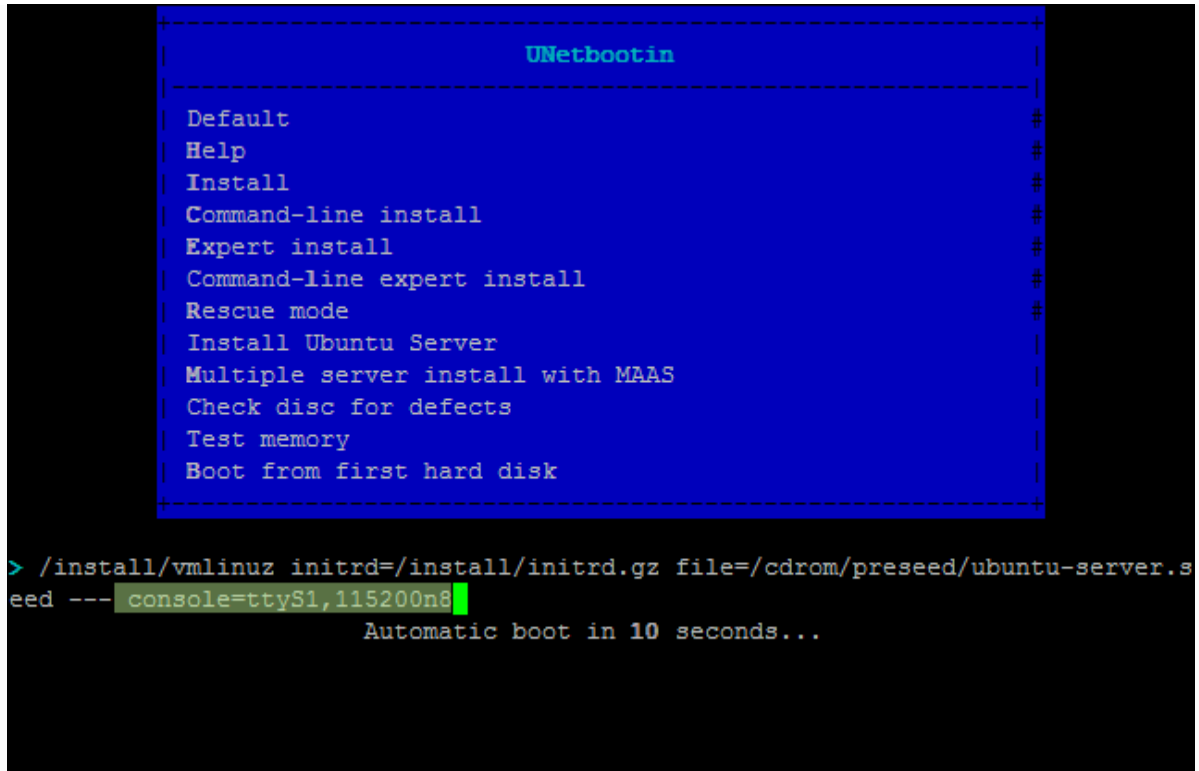 UNetbootin
Default
Help
Install
Command-line install
Expert install
Command-line expert install
Rescue mode
Install Ubuntu Server
Multiple server install with MAAS
Check disc for defects
Test memory
Boot from first hard disk
> /install/vmlinuz initrd=/install/initrd.gz file=/cdrom/preseed/ubuntu-server.s
eed --- console=ttyS1,115200n8
Automatic boot in 10 seconds...